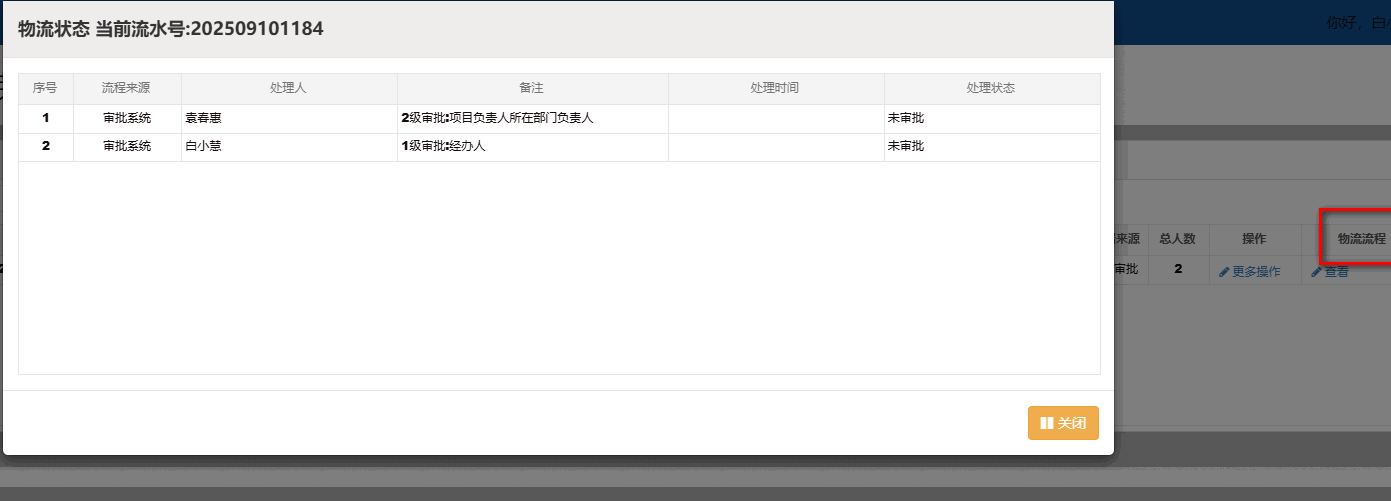 物流状态 当前流水号:202509101184
你好，白小
序号 流程来源 处理人 备注 处理时间 处理状态
1 审批系统 袁春惠 2级审批:项目负责人所在部门负责人 未审批
2 审批系统 白小慧 1级审批:经办人 未审批
来源 总人数 操作 物流流程
审批 2 更多操作 查看
关闭